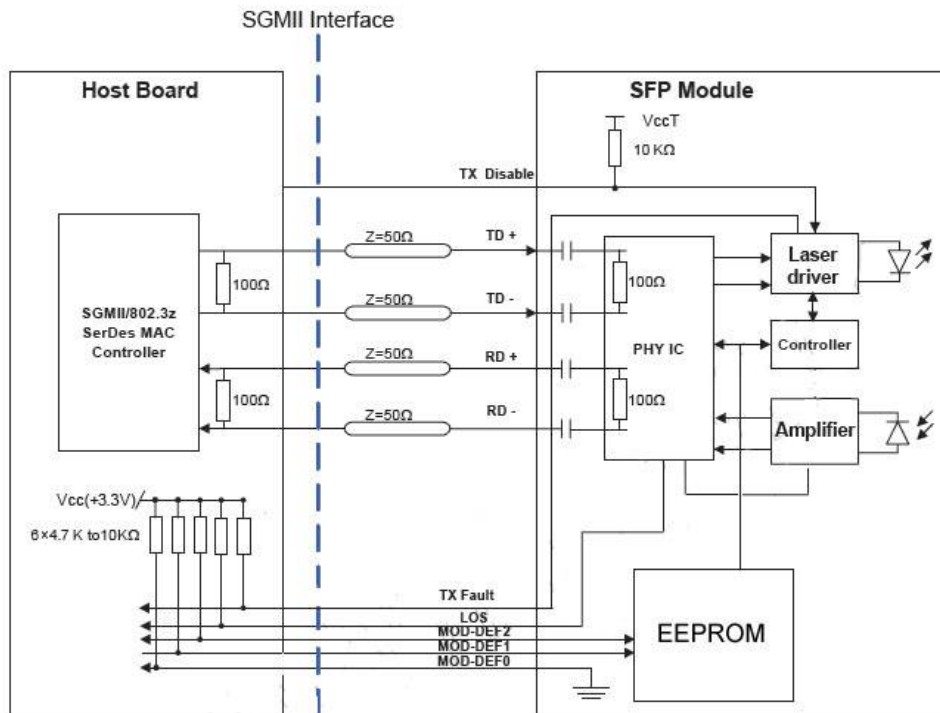 SGMII Interface
Host Board
SFP Module
VccT
10 KΩ
TX Disable
Z=50Ω
TD +
100Ω
100Ω
Laser
driver
SGMII/802.3z
SerDes MAC
Controller
Z=50Ω
TD -
PHY IC
Controller
Z=50Ω
RD +
100Ω
100Ω
Z=50Ω
RD -
Amplifier
Vcc(+3.3V)
6×4.7 K to10KΩ
TX Fault
LOS
MOD-DEF2
MOD-DEF1
MOD-DEF0
EEPROM